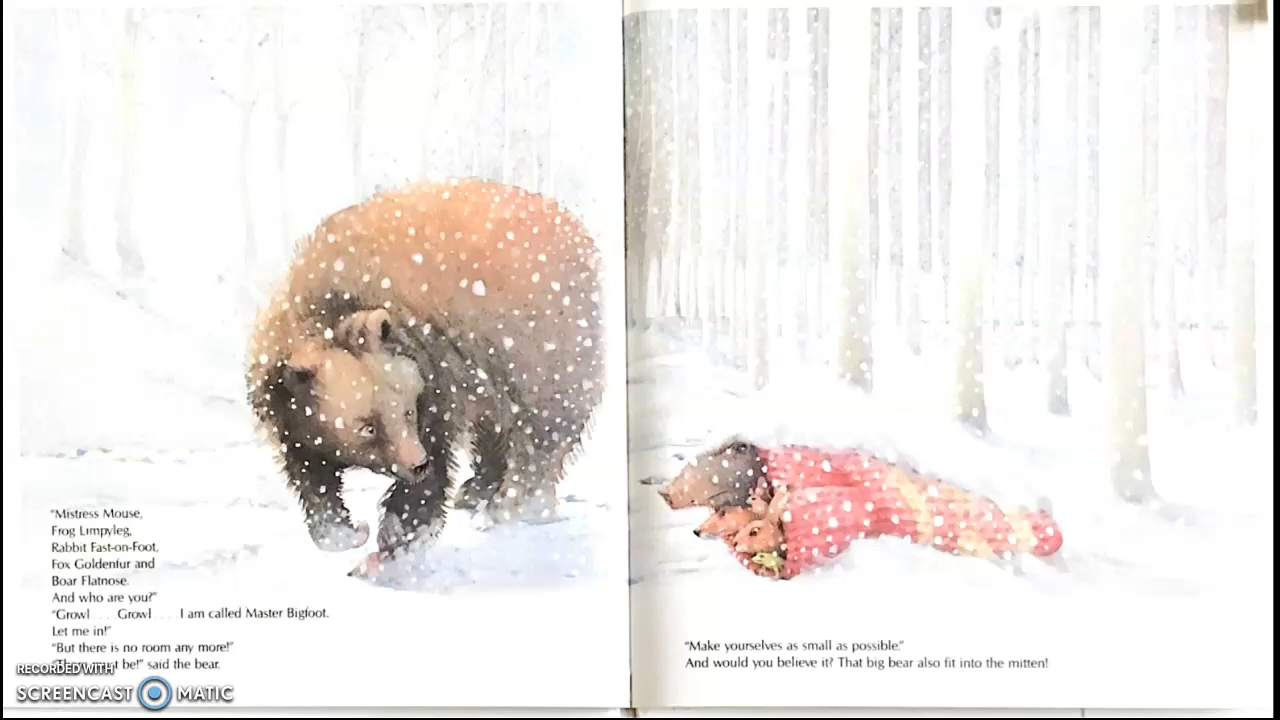 "Mistress Mouse,
Frog Limpyleg,
Rabbit Fast-on-Foot,
Fox Goldenfur and
Boar Flatnose.
And who are you?"
"Growl . . . Growl . . . I am called Master Bigfoot.
Let me in!"
"But there is no room any more!"
be!" said the bear.
"Make yourselves as small as possible."
And would you believe it? That big bear also fit into the mitten!
RECORDED WITH
SCREENCAST MATIC